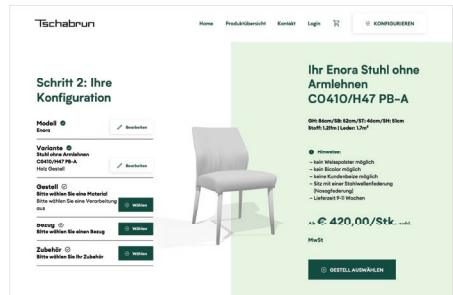 Tschabrun
Home
Produktübersicht
Kontakt
Login
KONFIGURIEREN
Schritt 2: Ihre
Konfiguration
Modell
Enora
Bearbeiten
Variante
Stuhl ohne Armlehnen
C0410/H47 PB-A
Holz Gestell
Bearbeiten
Gestell
Bitte wählen Sie eine Material
Bitte wählen Sie eine Verarbeitung
aus
Wählen
Bezug
Bitte wählen Sie einen Bezug
Wählen
Zubehör
Bitte wählen Sie Ihr Zubehör
Wählen
Ihr Enora Stuhl ohne
Armlehnen
C0410/H47 PB-A
GH: 86cm/SB: 52cm/ST: 46cm/SH: 51cm
Stoff: 1.2lfm | Leder: 1.7m²
Hinweise:
– kein Weisspolster möglich
– kein Bicolor möglich
– keine Kundenbeize möglich
– Sitz mit einer Stahlwellenfederung
(Nosagfederung)
– Lieferzeit 9-11 Wochen
Ab € 420,00/Stk.
MwSt
GESTELL AUSWÄHLEN